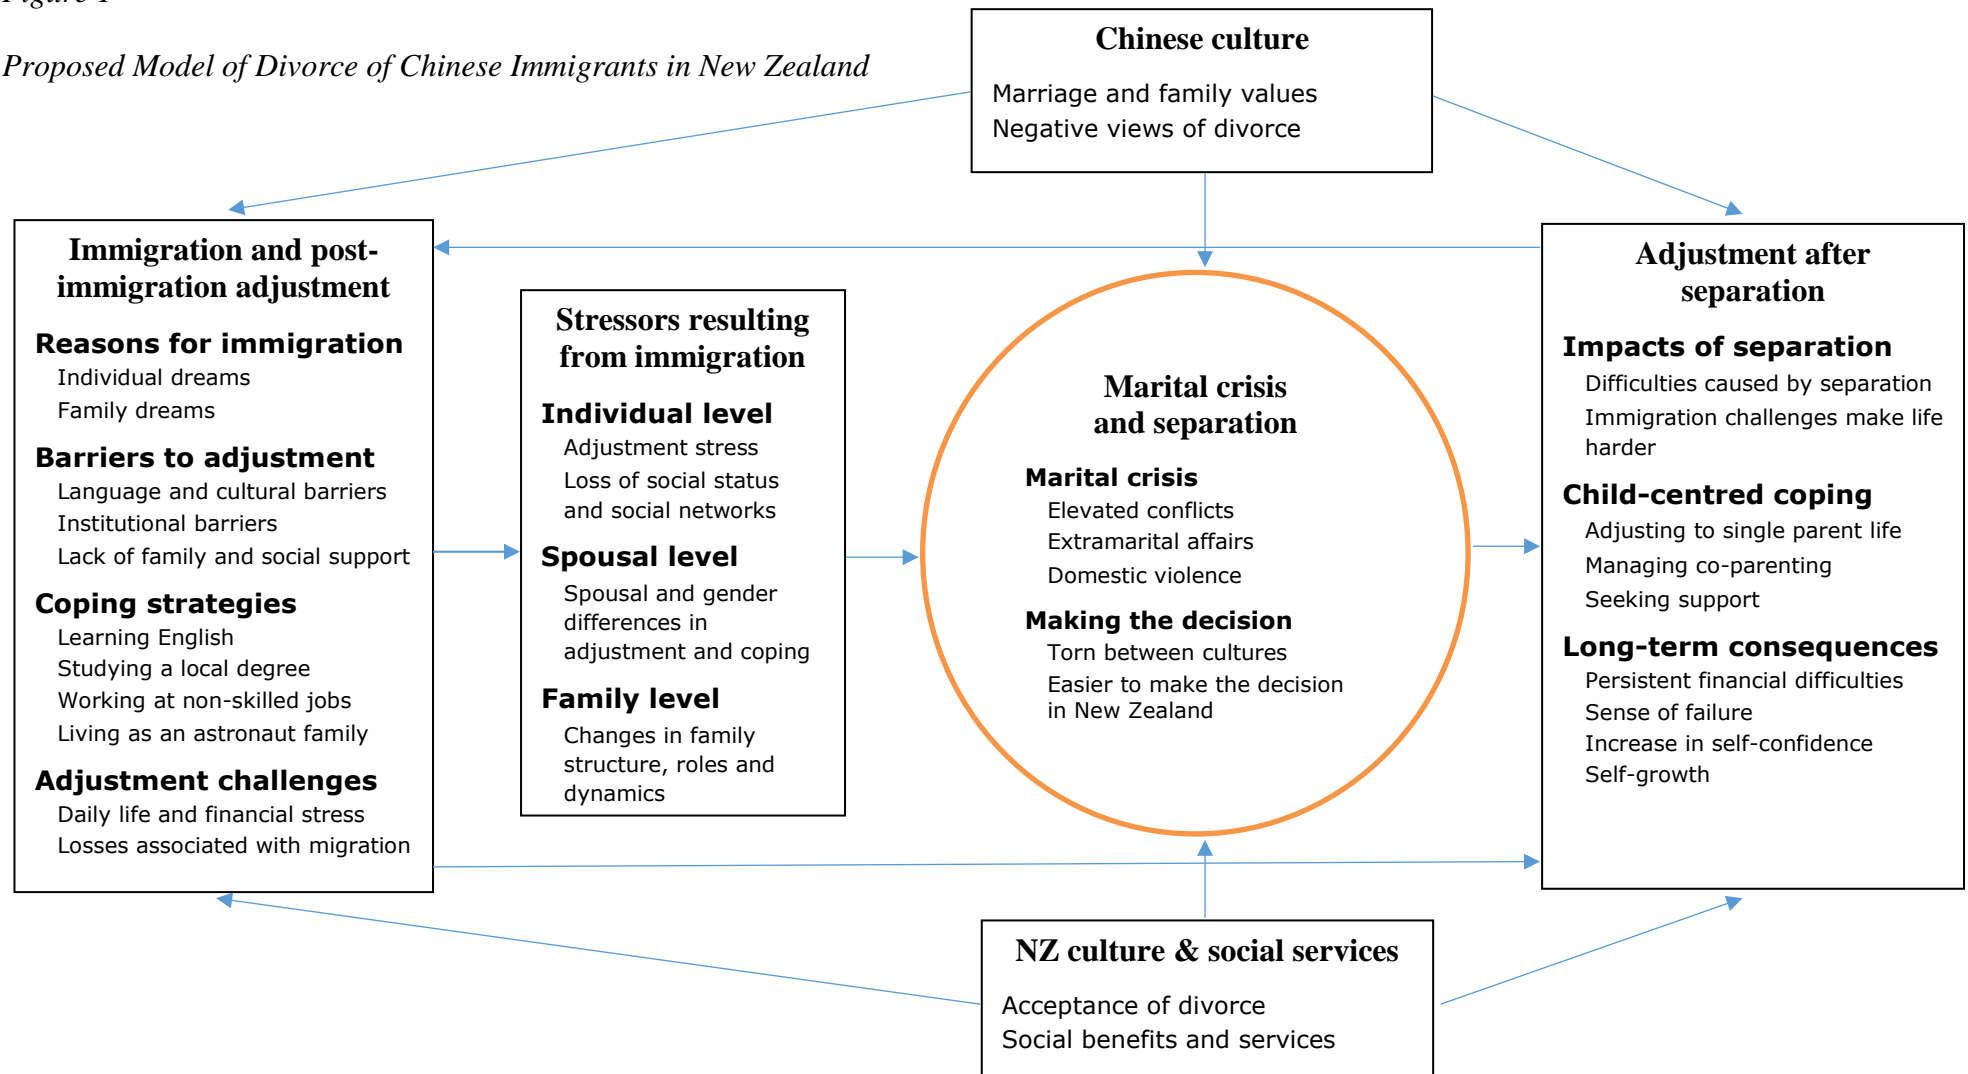 Figure 1
Proposed Model of Divorce of Chinese Immigrants in New Zealand
Chinese culture
Marriage and family values
Negative views of divorce
Immigration and post-
immigration adjustment
Reasons for immigration
Individual dreams
Family dreams
Barriers to adjustment
Language and cultural barriers
Institutional barriers
Lack of family and social support
Coping strategies
Learning English
Studying a local degree
Working at non-skilled jobs
Living as an astronaut family
Adjustment challenges
Daily life and financial stress
Losses associated with migration
Stressors resulting
from immigration
Individual level
Adjustment stress
Loss of social status
and social networks
Spousal level
Spousal and gender
differences in
adjustment and coping
Family level
Changes in family
structure, roles and
dynamics
Marital crisis
and separation
Marital crisis
Elevated conflicts
Extramarital affairs
Domestic violence
Making the decision
Torn between cultures
Easier to make the decision
in New Zealand
Adjustment after
separation
Impacts of separation
Difficulties caused by separation
Immigration challenges make life
harder
Child-centred coping
Adjusting to single parent life
Managing co-parenting
Seeking support
Long-term consequences
Persistent financial difficulties
Sense of failure
Increase in self-confidence
Self-growth
NZ culture & social services
Acceptance of divorce
Social benefits and services